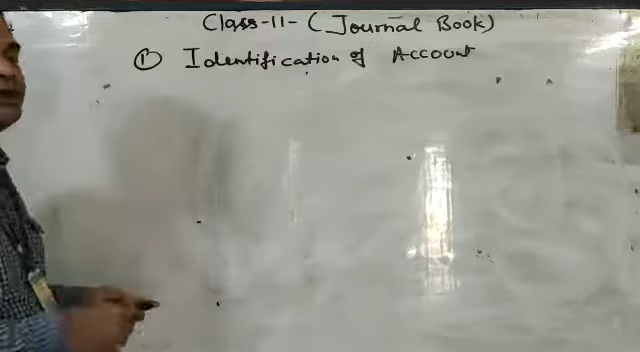 Class-11- (Journal Book)
① Identification of Account